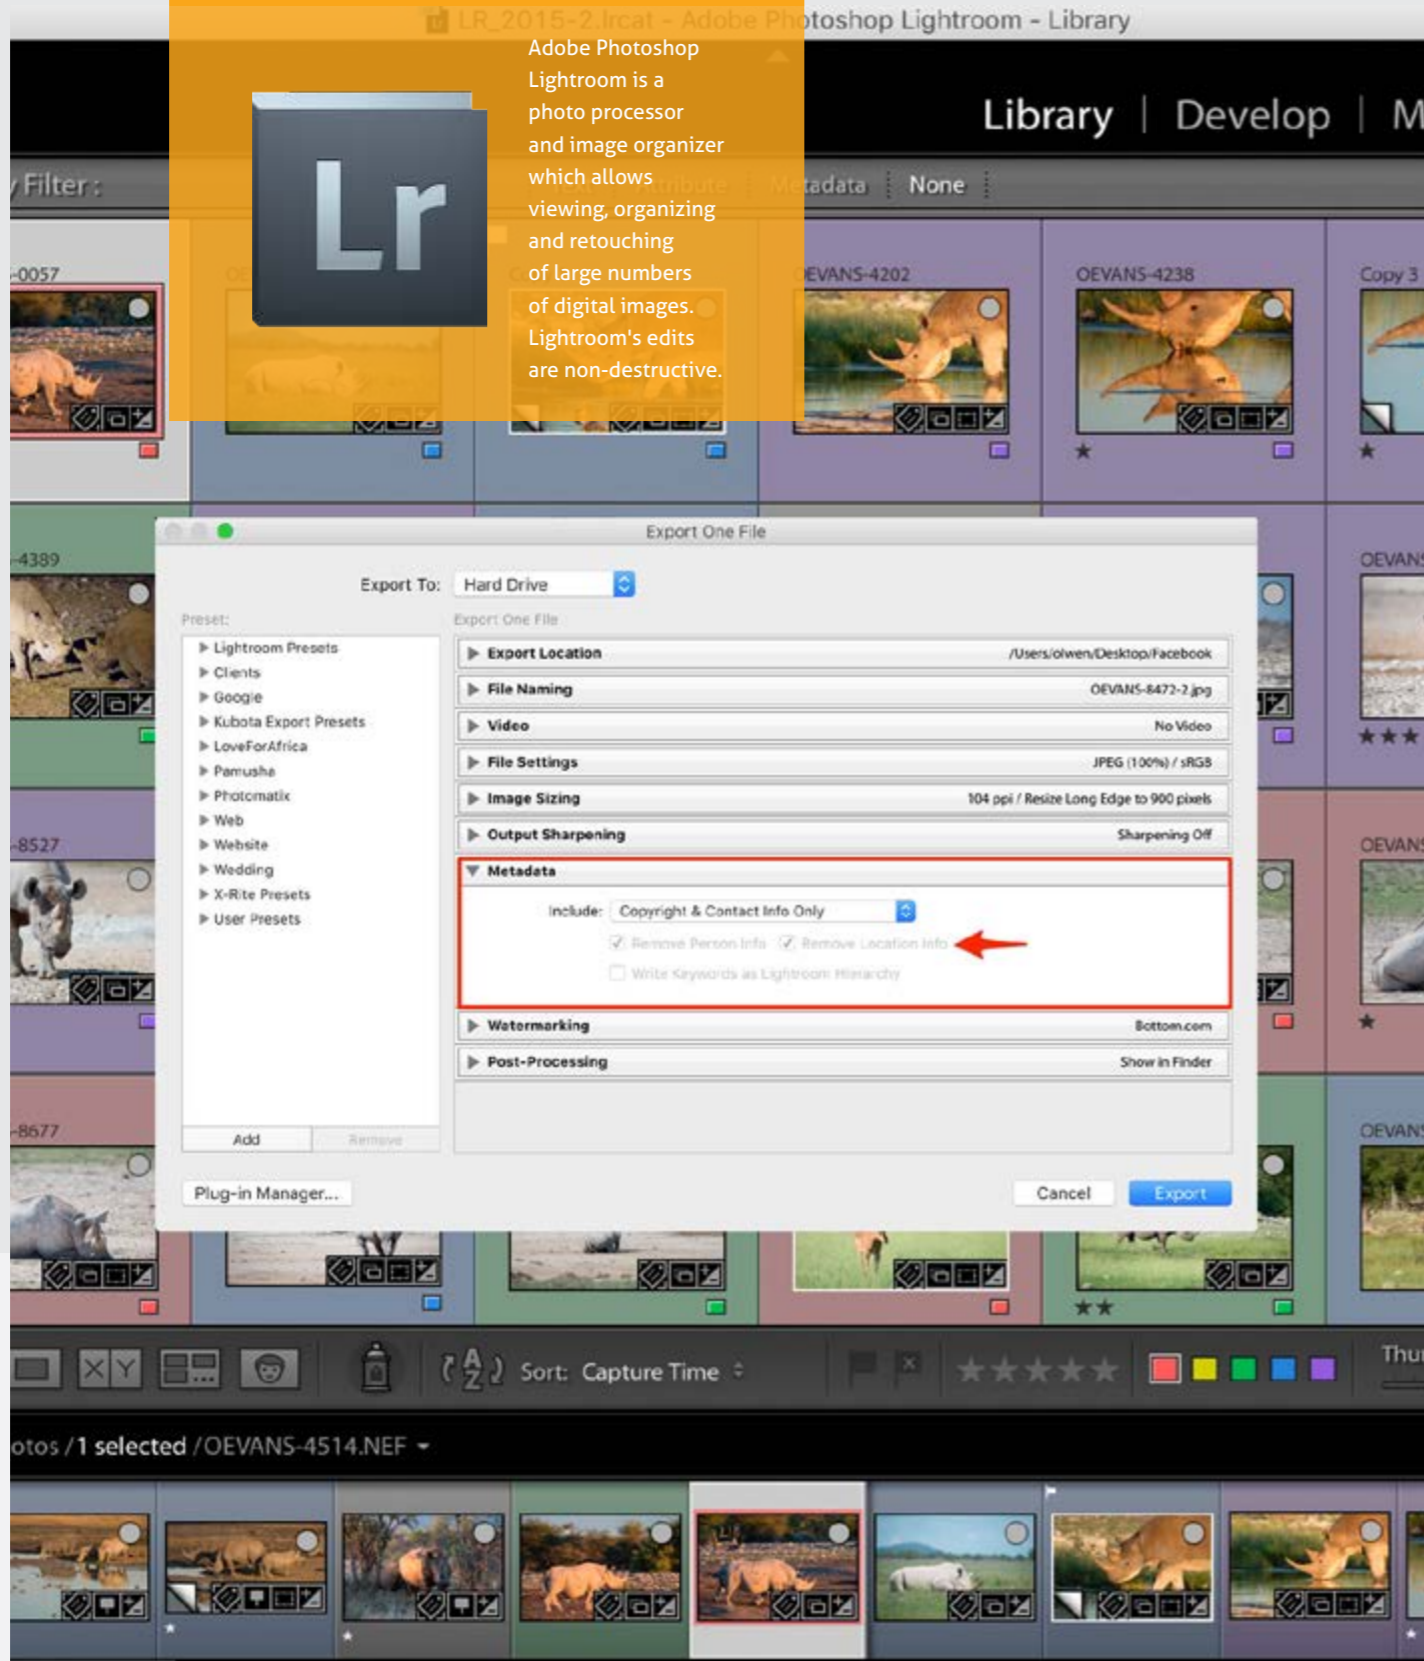 LR_2015-2.lrcat - Adobe Photoshop Lightroom - Library
Adobe Photoshop
Lightroom is a
photo processor
and image organizer
which allows
viewing, organizing
and retouching
of large numbers
of digital images.
Lightroom's edits
are non-destructive.
Lr
Library | Develop | M
Filter :
Attribute Metadata None
-0057
OEVANS-4202
OEVANS-4238
Copy 3
-4389
OEVANS
Export One File
Export To: Hard Drive
Preset:
Lightroom Presets
Clients
Google
Kubota Export Presets
LoveForAfrica
Pamusha
Photomatix
Web
Website
Wedding
X-Rite Presets
User Presets
Add Remove
Plug-in Manager...
Export One File
Export Location /Users/olwen/Desktop/Facebook
File Naming OEVANS-8472-2.jpg
Video No Video
File Settings JPEG (100%) / sRGB
Image Sizing 104 ppi / Resize Long Edge to 900 pixels
Output Sharpening Sharpening Off
Metadata
Include: Copyright & Contact Info Only
Remove Person Info Remove Location Info
Write Keywords as Lightroom Hierarchy
Watermarking Bottom.com
Post-Processing Show in Finder
Cancel Export
-8527
OEVANS
-8677
OEVANS
XY
Sort: Capture Time
Thu
otos / 1 selected / OEVANS-4514.NEF